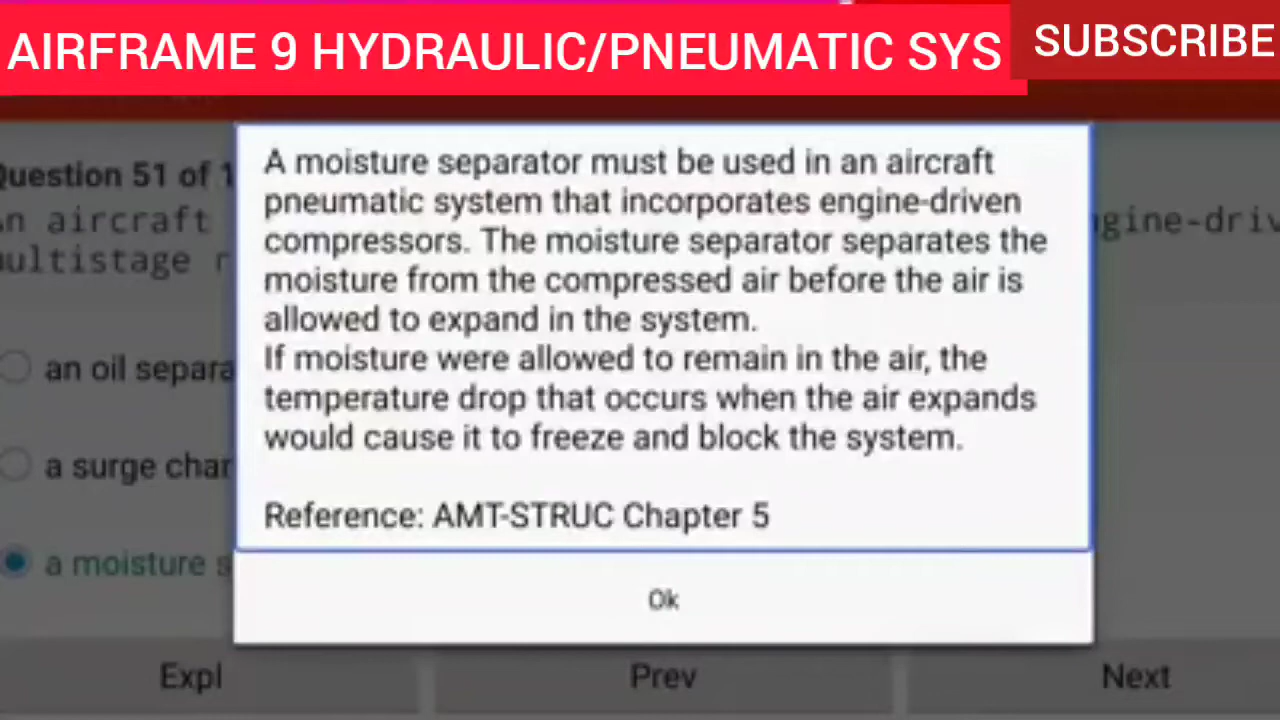 AIRFRAME 9 HYDRAULIC/PNEUMATIC SYS
SUBSCRIBE
Question 51 of 1
A moisture separator must be used in an aircraft
pneumatic system that incorporates engine-driven
compressors. The moisture separator separates the
moisture from the compressed air before the air is
allowed to expand in the system.
If moisture were allowed to remain in the air, the
temperature drop that occurs when the air expands
would cause it to freeze and block the system.
Reference: AMT-STRUC Chapter 5
Ok
An aircraft
ngine-driv
multistage r
an oil separa
a surge cha
a moisture s
Expl
Prev
Next